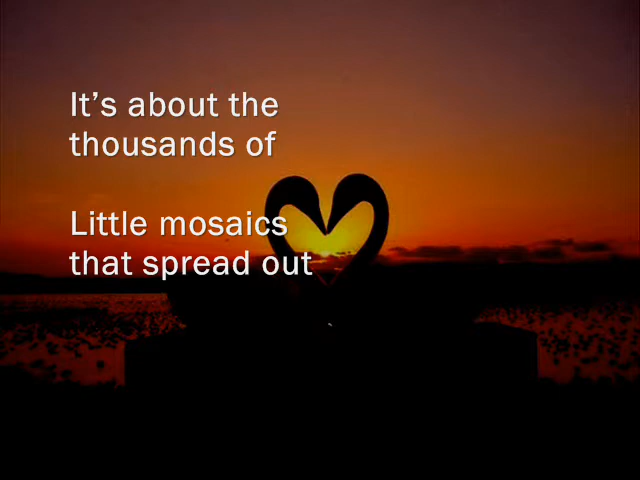 It’s about the
thousands of
Little mosaics
that spread out